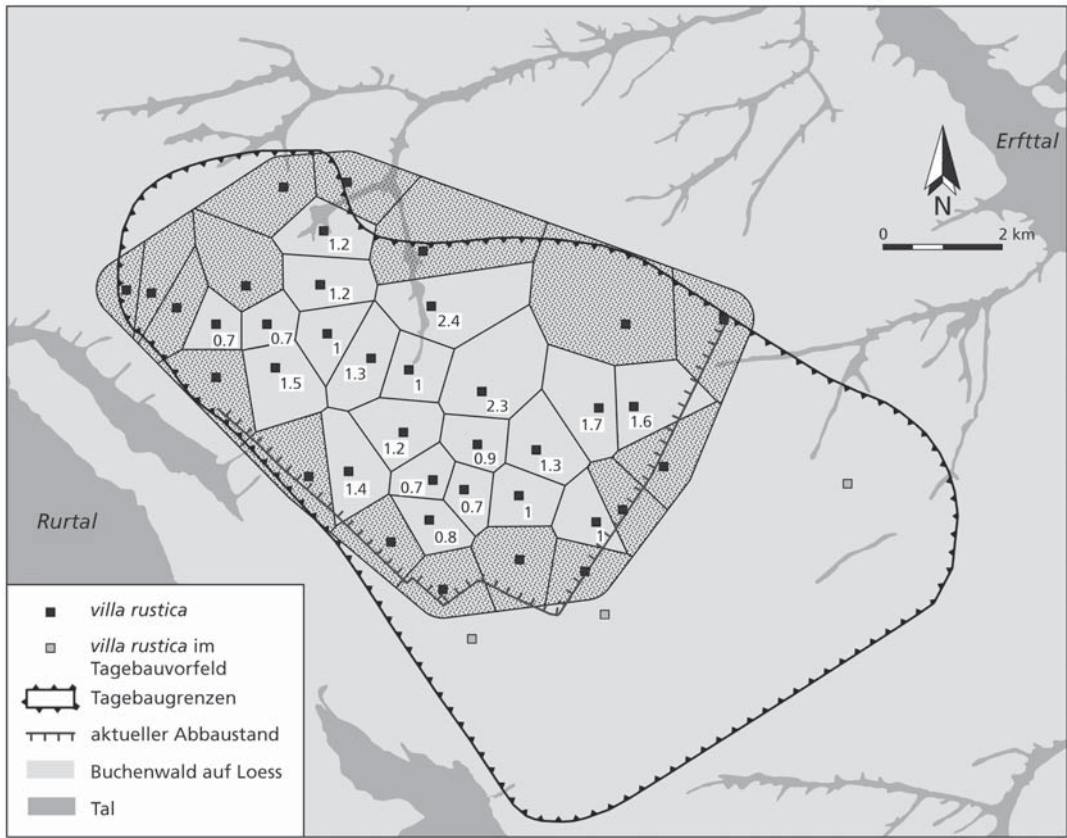 Erfttal
N
0 2 km
1.2
1.2
2.4
0.7
0.7
1
1.3
1
1.5
2.3
1.7
1.6
1.2
0.9
1.3
1.4
0.7
0.7
1
1
0.8
Rurtal
villa rustica
villa rustica im
Tagebauvorfeld
Tagebaugrenzen
aktueller Abbaustand
Buchenwald auf Loess
Tal